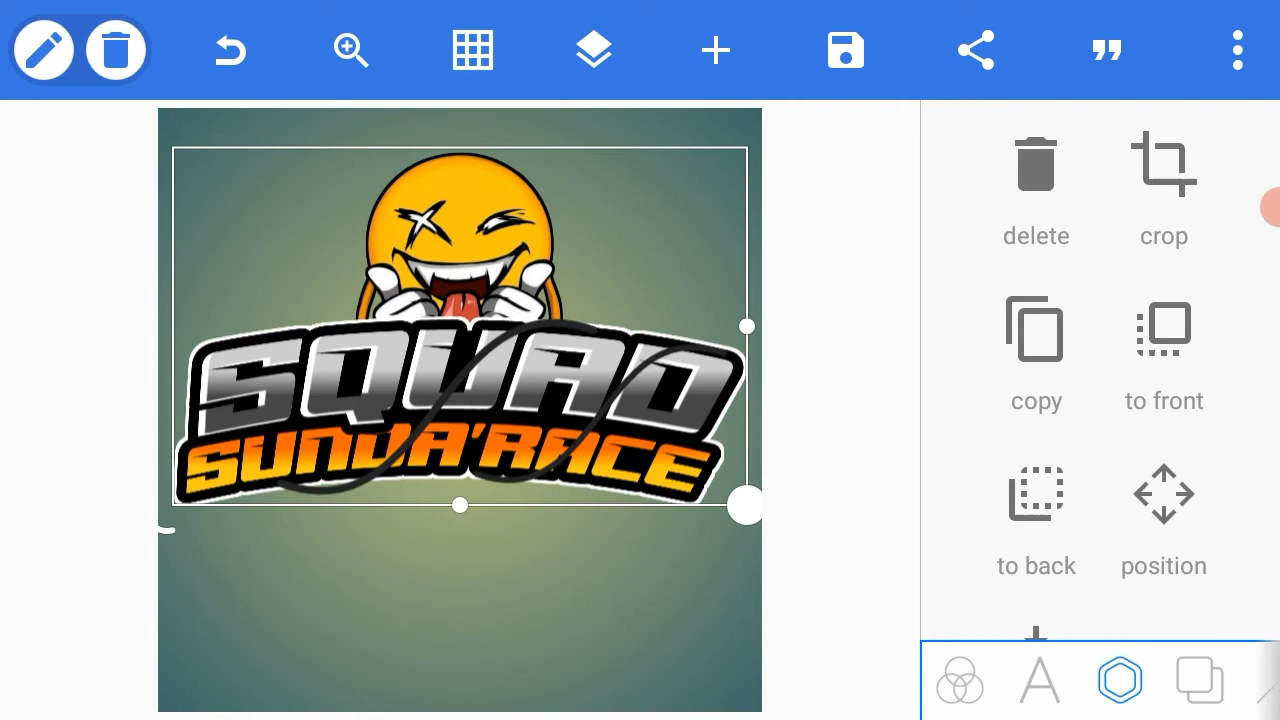 delete
crop
SQUAD
SUNDA'RACE
copy
to front
to back
position